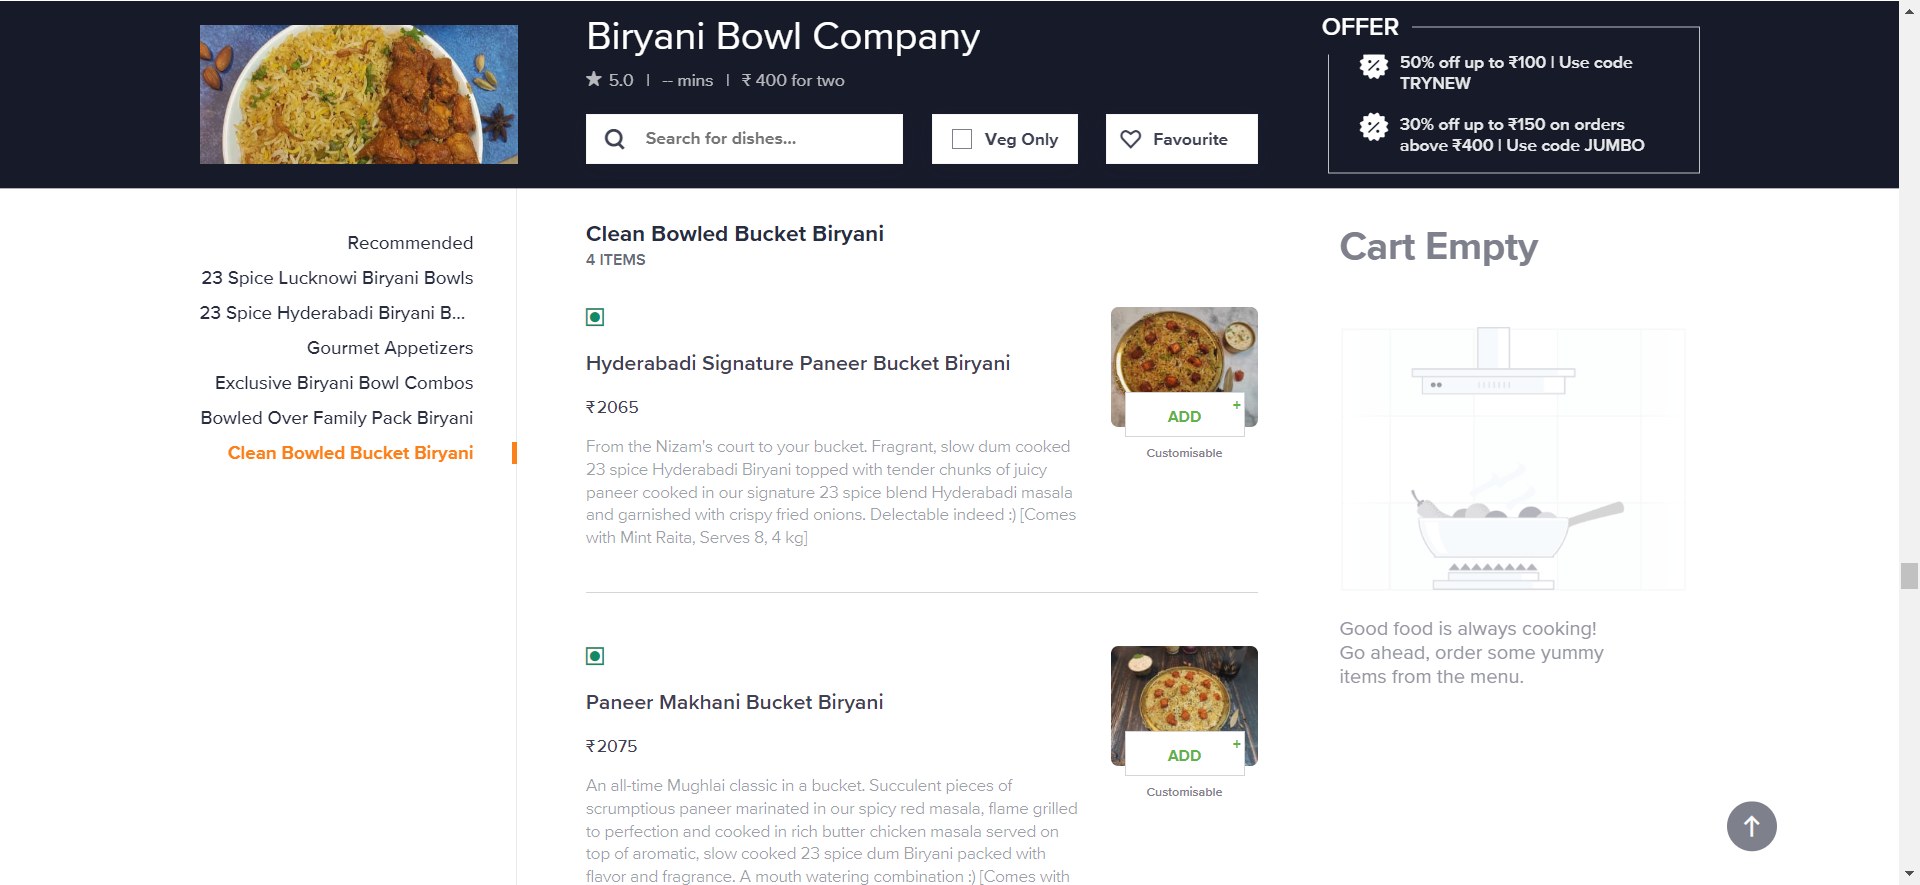 Biryani Bowl Company
★ 5.0 | -- mins | ₹ 400 for two
Search for dishes...
Veg Only
Favourite
OFFER
50% off up to ₹100 | Use code
TRYNEW
30% off up to ₹150 on orders
above ₹400 | Use code JUMBO
Recommended
23 Spice Lucknowi Biryani Bowls
23 Spice Hyderabadi Biryani B...
Gourmet Appetizers
Exclusive Biryani Bowl Combos
Bowled Over Family Pack Biryani
Clean Bowled Bucket Biryani
Clean Bowled Bucket Biryani
4 ITEMS
Hyderabadi Signature Paneer Bucket Biryani
₹2065
From the Nizam's court to your bucket. Fragrant, slow dum cooked
23 spice Hyderabadi Biryani topped with tender chunks of juicy
paneer cooked in our signature 23 spice blend Hyderabadi masala
and garnished with crispy fried onions. Delectable indeed :) [Comes
with Mint Raita, Serves 8, 4 kg]
ADD +
Customisable
Paneer Makhani Bucket Biryani
₹2075
An all-time Mughlai classic in a bucket. Succulent pieces of
scrumptious paneer marinated in our spicy red masala, flame grilled
to perfection and cooked in rich butter chicken masala served on
top of aromatic, slow cooked 23 spice dum Biryani packed with
flavor and fragrance. A mouth watering combination :) [Comes with
ADD +
Customisable
Cart Empty
Good food is always cooking!
Go ahead, order some yummy
items from the menu.